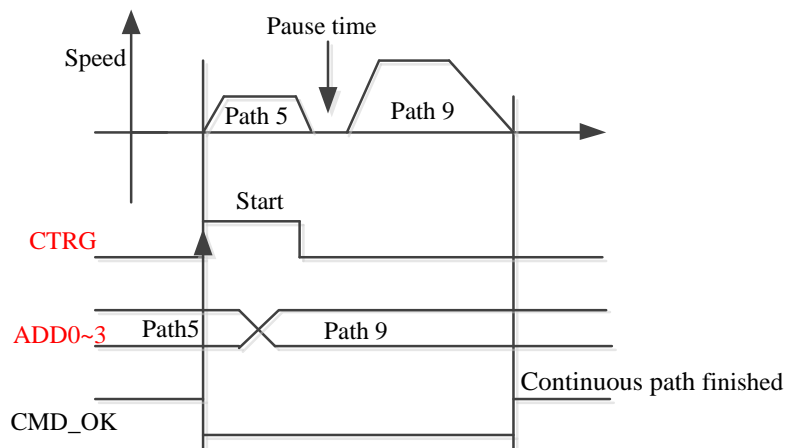 Pause time
Speed
Path 5
Path 9
Start
CTRG
ADD0~3
Path5
Path 9
Continuous path finished
CMD_OK